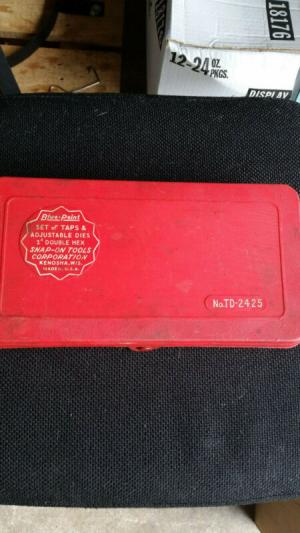 18176
12-24 OZ.
PNGS.
DISPLAY
Blue-Point
SET of TAPS &
ADJUSTABLE DIES
1" DOUBLE HEX
SNAP-ON TOOLS
CORPORATION
KENOSHA, WIS.
MADE IN U.S.A.
No.TD-2425